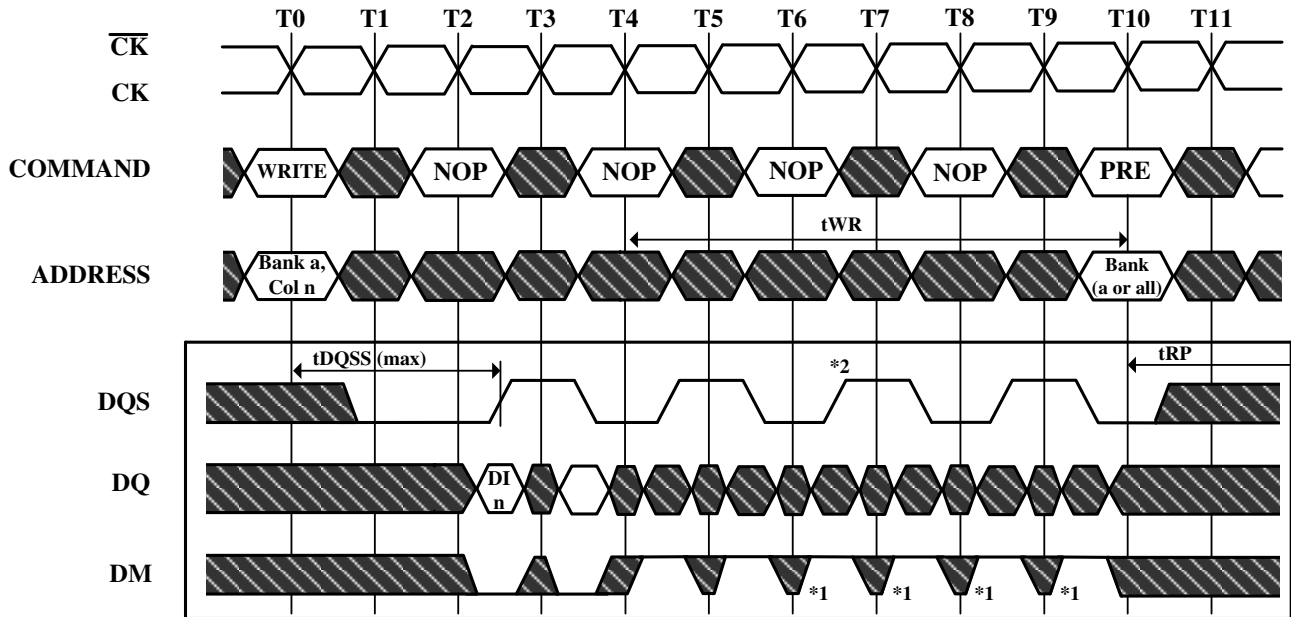 T0 T1 T2 T3 T4 T5 T6 T7 T8 T9 T10 T11
CK
CK
COMMAND WRITE NOP NOP NOP NOP PRE
tWR
ADDRESS Bank a, Col n Bank (a or all)
tDQSS (max) *2 tRP
DQS
DQ DI n
DM
*1 *1 *1 *1